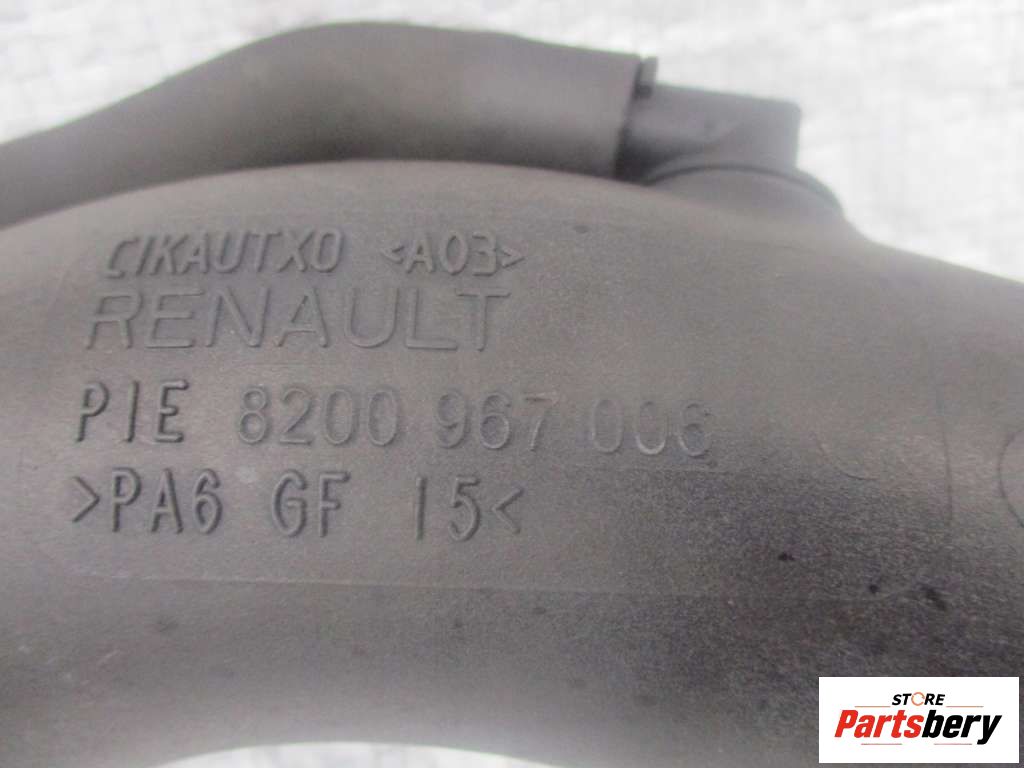 CIKAUTXO <A03>
RENAULT
PIE 8200 967 006
>PA6 GF 15<
STORE
Partsbery